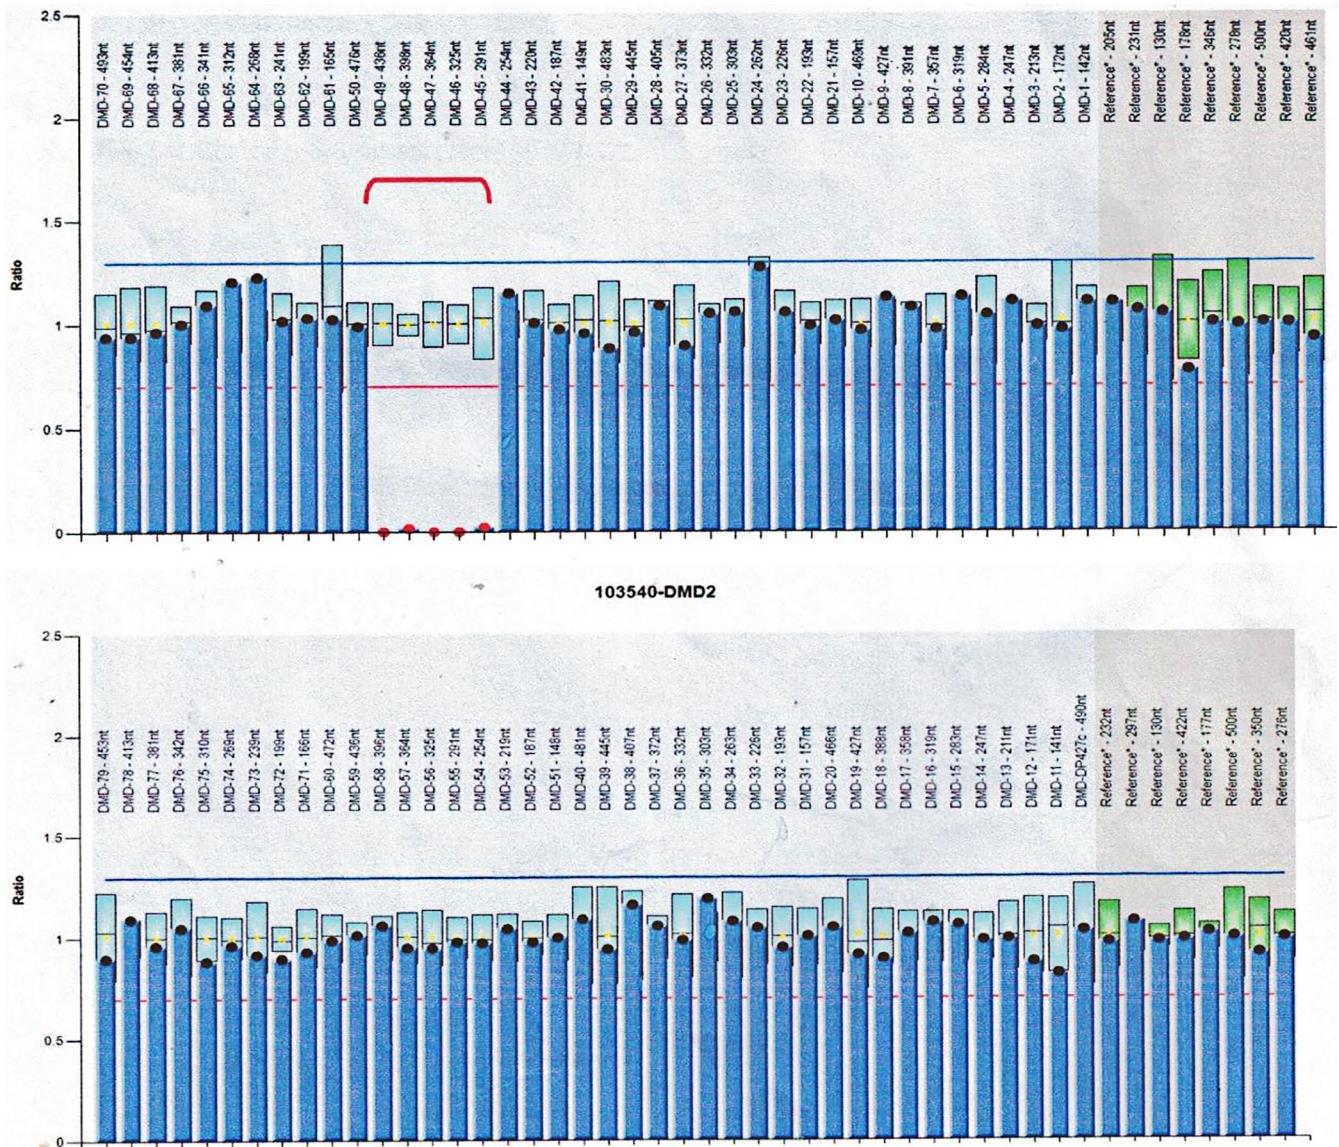 2.5
2
1.5
1
0.5
0
Ratio
DMD-70 - 493nt
DMD-69 - 454nt
DMD-68 - 413nt
DMD-67 - 381nt
DMD-66 - 341nt
DMD-65 - 312nt
DMD-64 - 268nt
DMD-63 - 241nt
DMD-62 - 199nt
DMD-61 - 165nt
DMD-50 - 476nt
DMD-49 - 436nt
DMD-48 - 398nt
DMD-47 - 364nt
DMD-46 - 325nt
DMD-45 - 291nt
DMD-44 - 254nt
DMD-43 - 220nt
DMD-42 - 187nt
DMD-41 - 149nt
DMD-30 - 483nt
DMD-29 - 445nt
DMD-28 - 405nt
DMD-27 - 373nt
DMD-26 - 332nt
DMD-25 - 303nt
DMD-24 - 262nt
DMD-23 - 226nt
DMD-22 - 193nt
DMD-21 - 157nt
DMD-10 - 469nt
DMD-9 - 427nt
DMD-8 - 391nt
DMD-7 - 357nt
DMD-6 - 319nt
DMD-5 - 284nt
DMD-4 - 247nt
DMD-3 - 213nt
DMD-2 - 172nt
DMD-1 - 142nt
Reference* - 205nt
Reference* - 231nt
Reference* - 130nt
Reference* - 178nt
Reference* - 346nt
Reference* - 278nt
Reference* - 500nt
Reference* - 420nt
Reference* - 461nt
103540-DMD2
2.5
2
1.5
1
0.5
0
Ratio
DMD-79 - 453nt
DMD-78 - 413nt
DMD-77 - 381nt
DMD-76 - 342nt
DMD-75 - 310nt
DMD-74 - 269nt
DMD-73 - 239nt
DMD-72 - 199nt
DMD-71 - 166nt
DMD-60 - 472nt
DMD-59 - 436nt
DMD-58 - 396nt
DMD-57 - 364nt
DMD-56 - 325nt
DMD-55 - 291nt
DMD-54 - 254nt
DMD-53 - 219nt
DMD-52 - 187nt
DMD-51 - 148nt
DMD-40 - 481nt
DMD-39 - 445nt
DMD-38 - 407nt
DMD-37 - 372nt
DMD-36 - 332nt
DMD-35 - 303nt
DMD-34 - 263nt
DMD-33 - 226nt
DMD-32 - 193nt
DMD-31 - 157nt
DMD-20 - 466nt
DMD-19 - 427nt
DMD-18 - 388nt
DMD-17 - 358nt
DMD-16 - 319nt
DMD-15 - 283nt
DMD-14 - 247nt
DMD-13 - 211nt
DMD-12 - 171nt
DMD-11 - 141nt
DMD-DP427c - 490nt
Reference* - 232nt
Reference* - 297nt
Reference* - 130nt
Reference* - 422nt
Reference* - 177nt
Reference* - 500nt
Reference* - 350nt
Reference* - 276nt